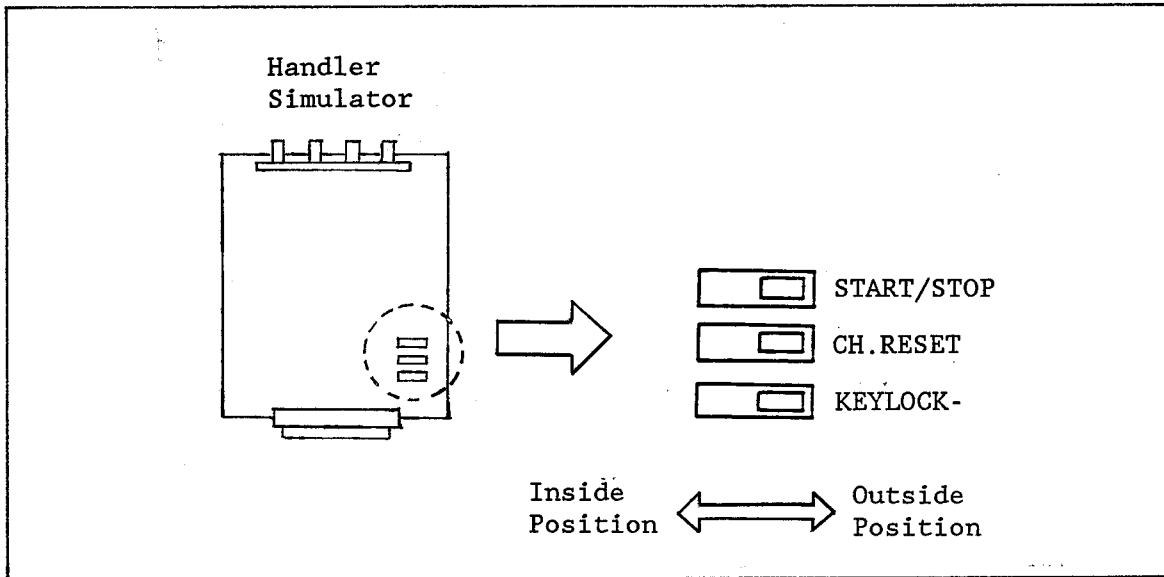 Handler
Simulator
START/STOP
CH.RESET
KEYLOCK-
Inside
Position
Outside
Position